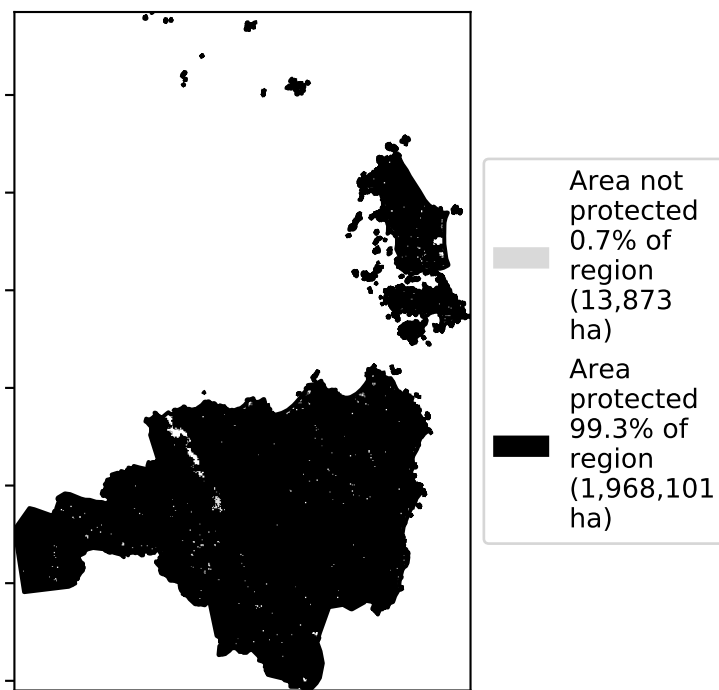 Area not
protected
0.7% of
region
(13,873
ha)
Area
protected
99.3% of
region
(1,968,101
ha)